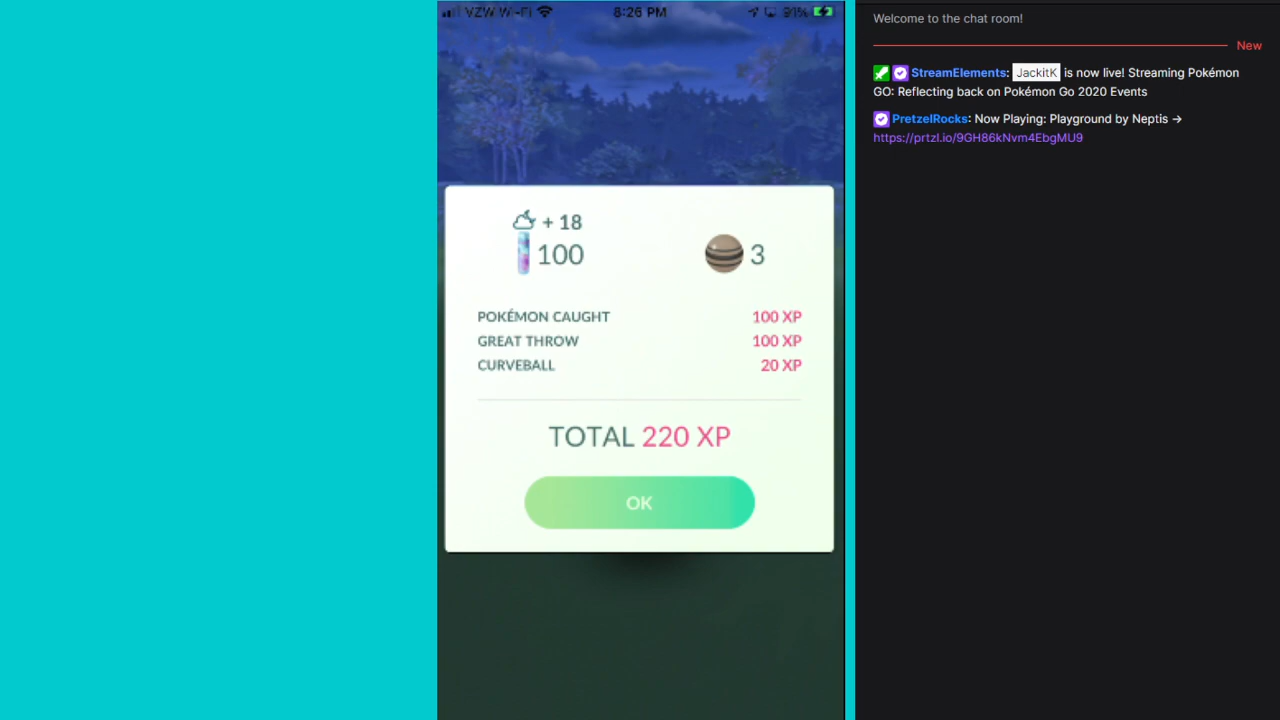 VZW Wi-Fi
8:26 PM
91%
+ 18
100
3
POKÉMON CAUGHT 100 XP
GREAT THROW 100 XP
CURVEBALL 20 XP
TOTAL 220 XP
OK
Welcome to the chat room!
New
StreamElements: JackitK is now live! Streaming Pokémon
GO: Reflecting back on Pokémon Go 2020 Events
PretzelRocks: Now Playing: Playground by Neptis →
https://prtzl.io/9GH86kNvm4EbgMU9